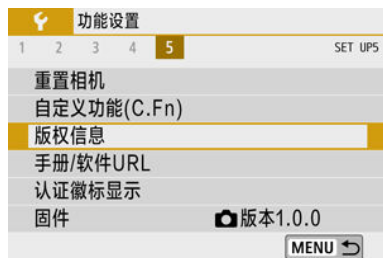 功能设置
1 2 3 4 5 SET UP5
重置相机
自定义功能(C.Fn)
版权信息
手册/软件URL
认证徽标显示
固件 版本1.0.0
MENU